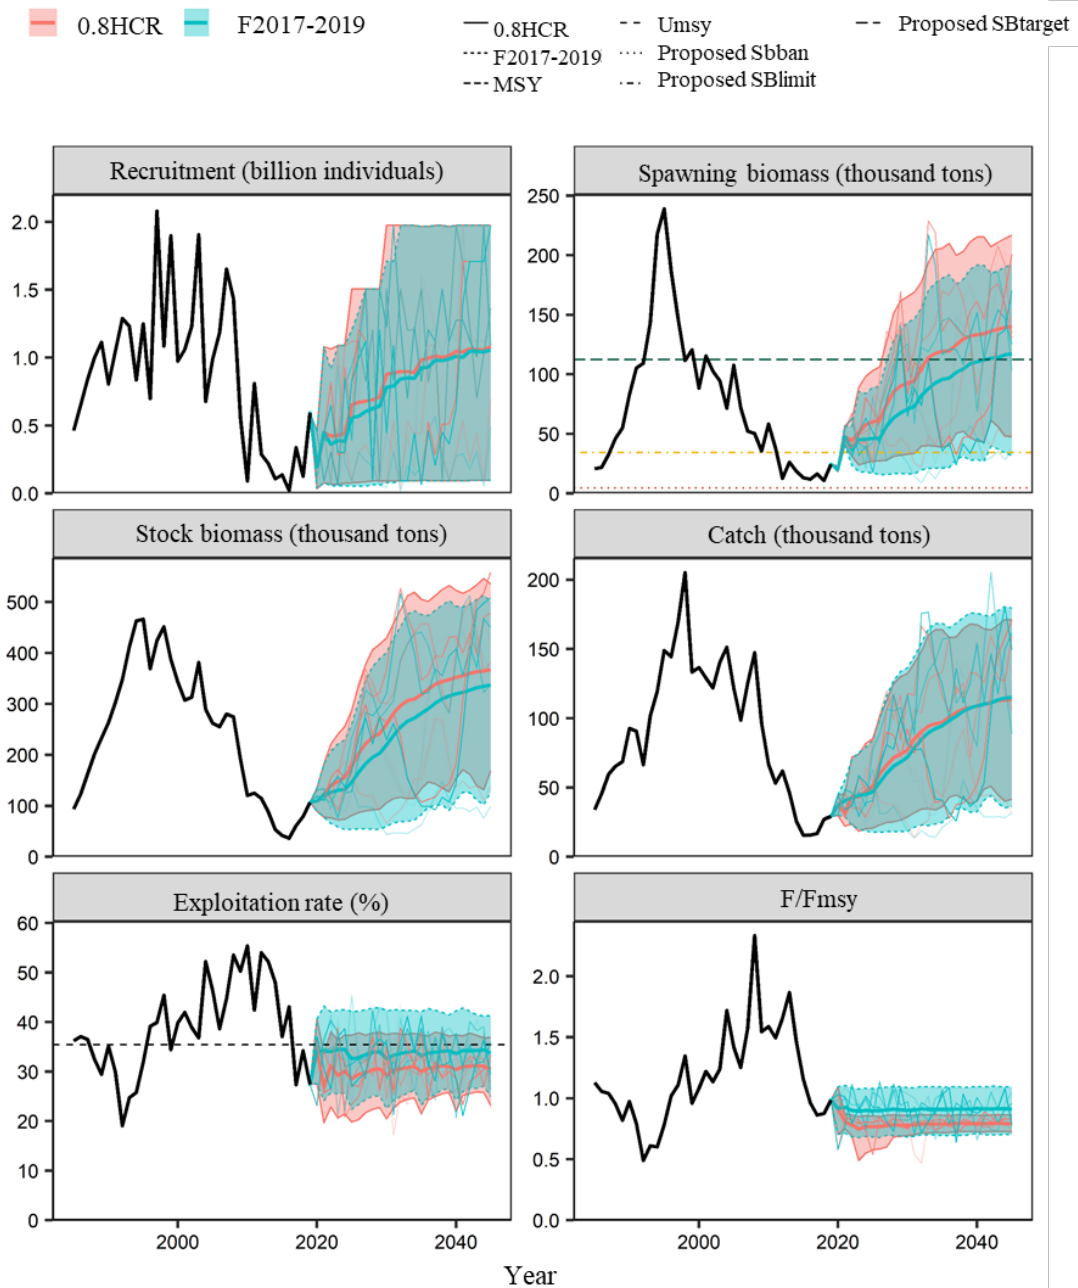 0.8HCR F2017-2019
0.8HCR Umsy Proposed SBtarget
F2017-2019 Proposed Sbban
MSY Proposed SBlimit
Recruitment (billion individuals) Spawning biomass (thousand tons)
2.0 250
1.5 200
1.0 150
0.5 100
0.0 50
0
Stock biomass (thousand tons) Catch (thousand tons)
500 200
400 150
300 100
200 50
100 0
0
Exploitation rate (%) F/Fmsy
60 2.0
50 1.5
40 1.0
30 0.5
20 0.0
10
0
2000 2020 2040 2000 2020 2040
Year